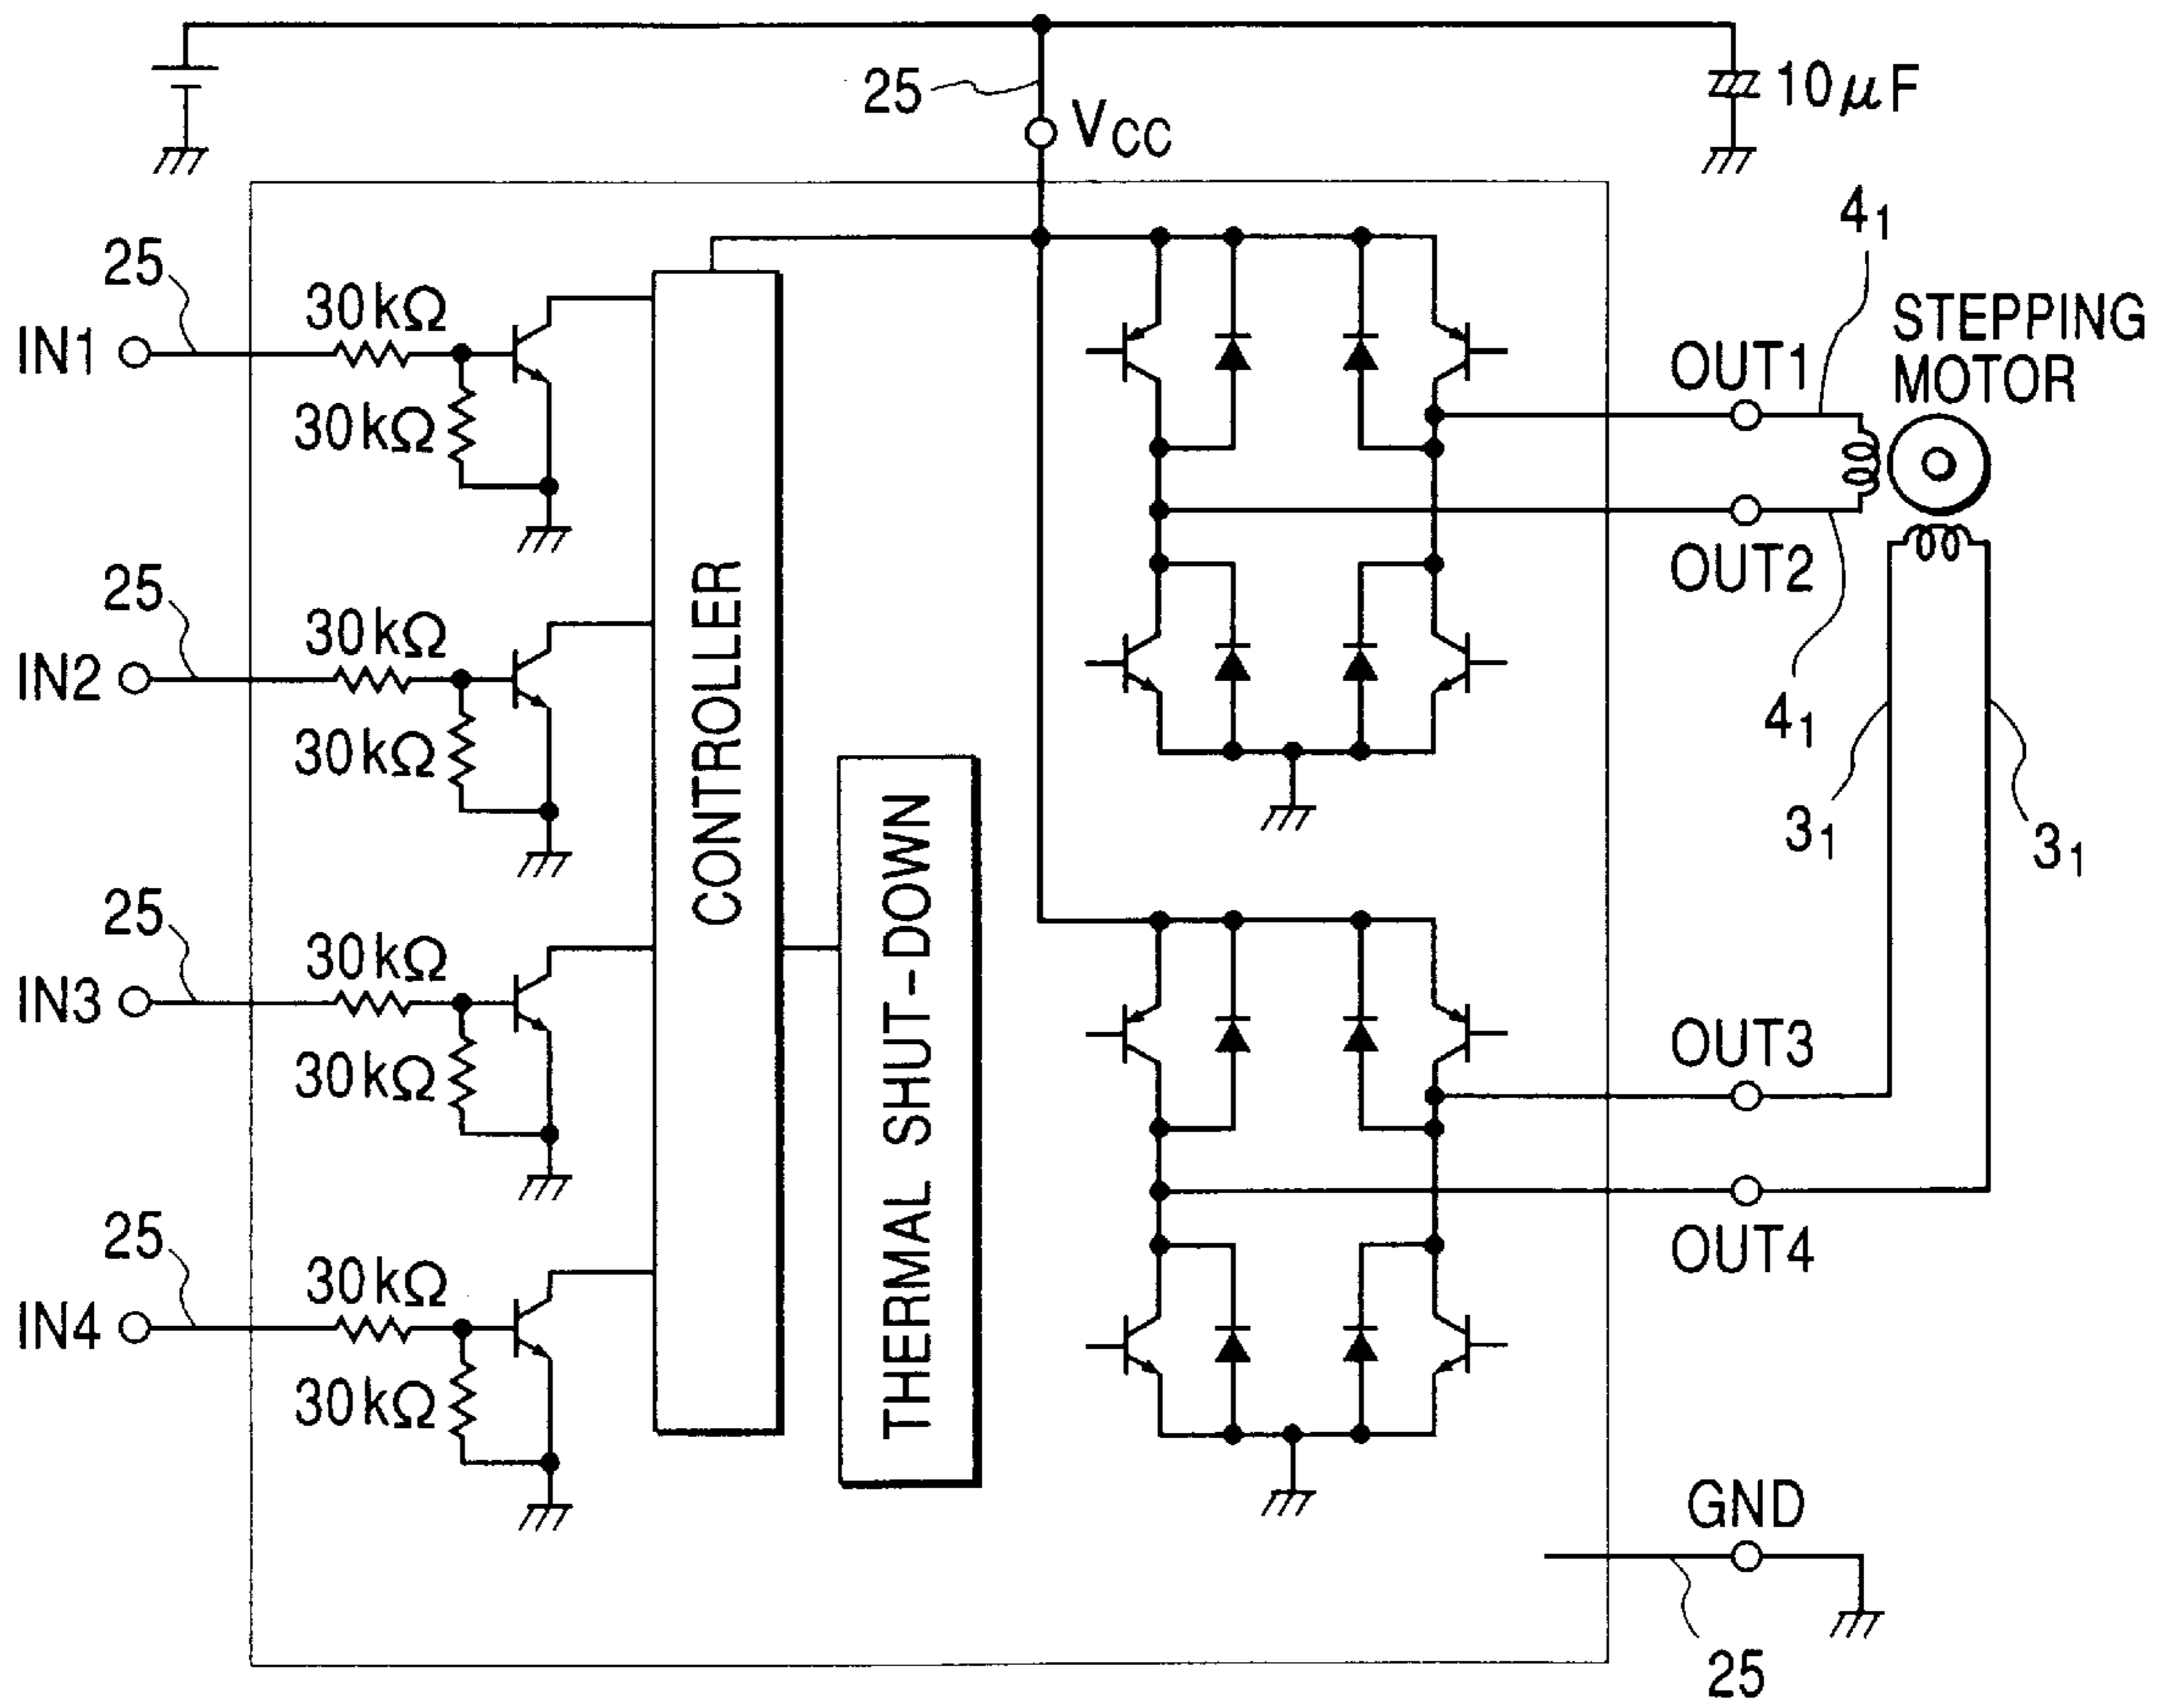 25
VCC
10μF
41
25
30kΩ
IN1
30kΩ
STEPPING
MOTOR
OUT1
OUT2
25
30kΩ
IN2
30kΩ
CONTROLLER
41
31
31
THERMAL SHUT-DOWN
25
30kΩ
IN3
30kΩ
OUT3
OUT4
25
30kΩ
IN4
30kΩ
GND
25